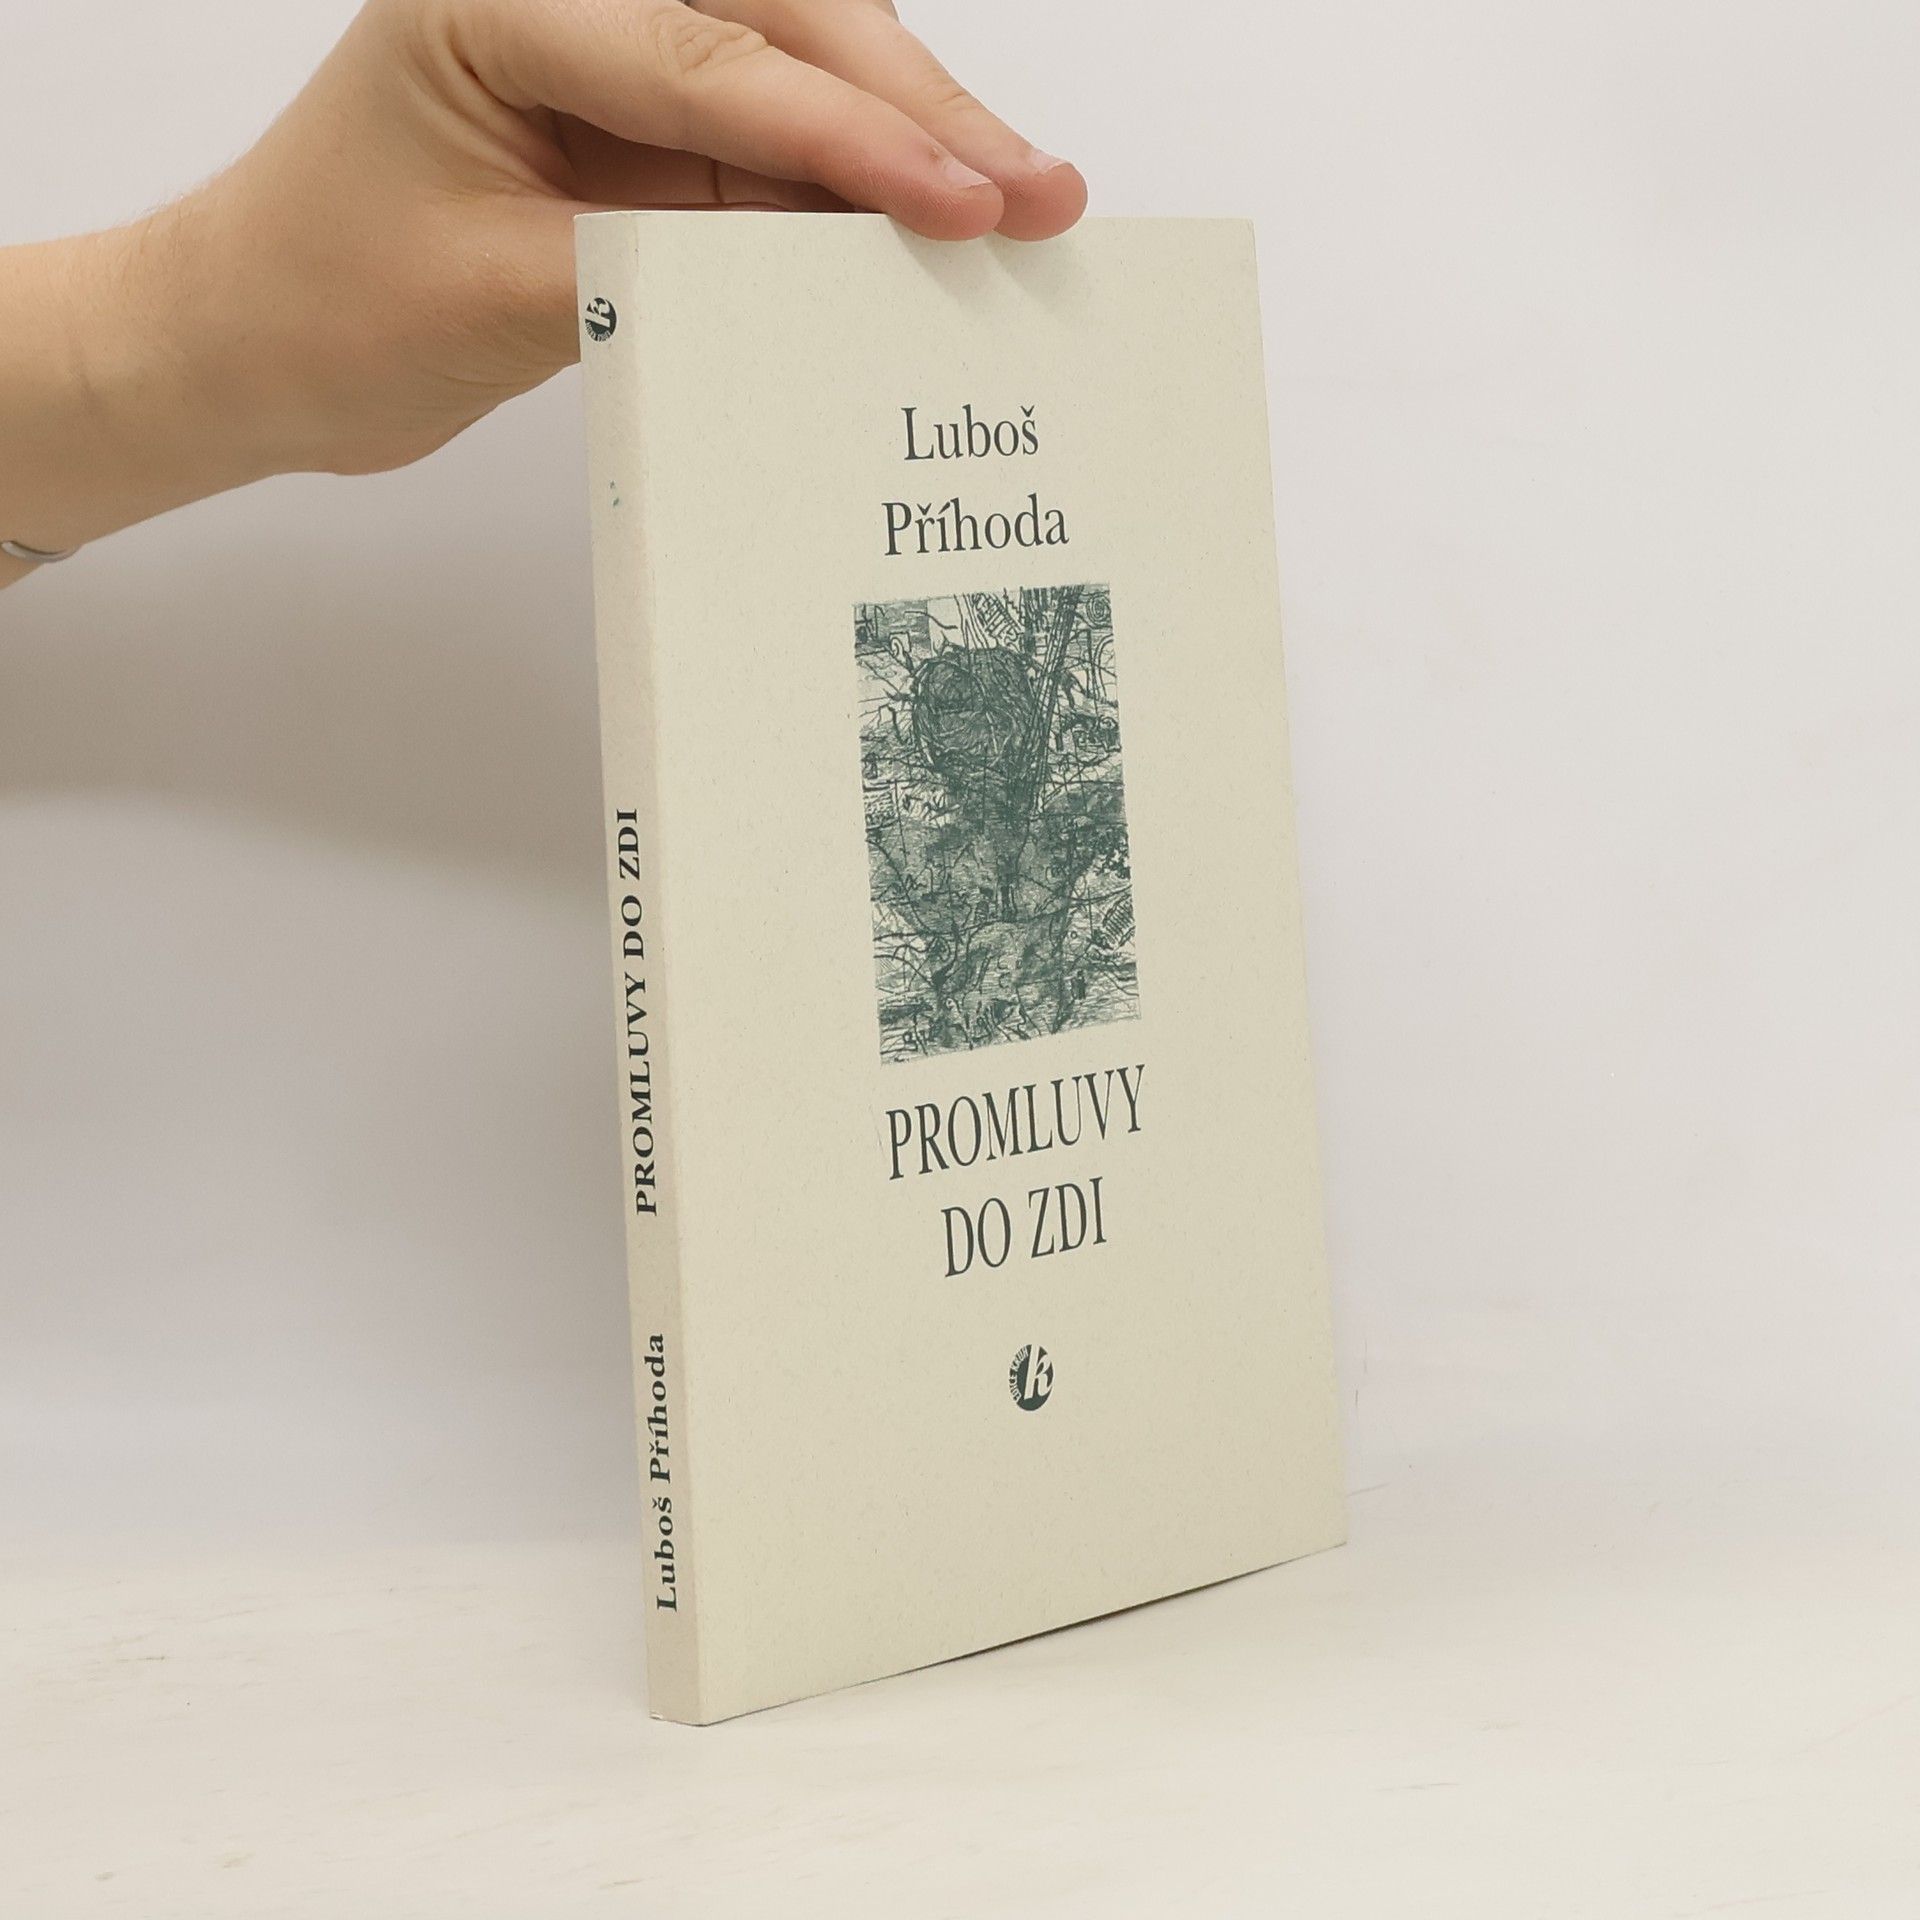 Luboš
Příhoda
PROMLUVY
DO ZDI
k
Luboš Příhoda PROMLUVY DO ZDI
k